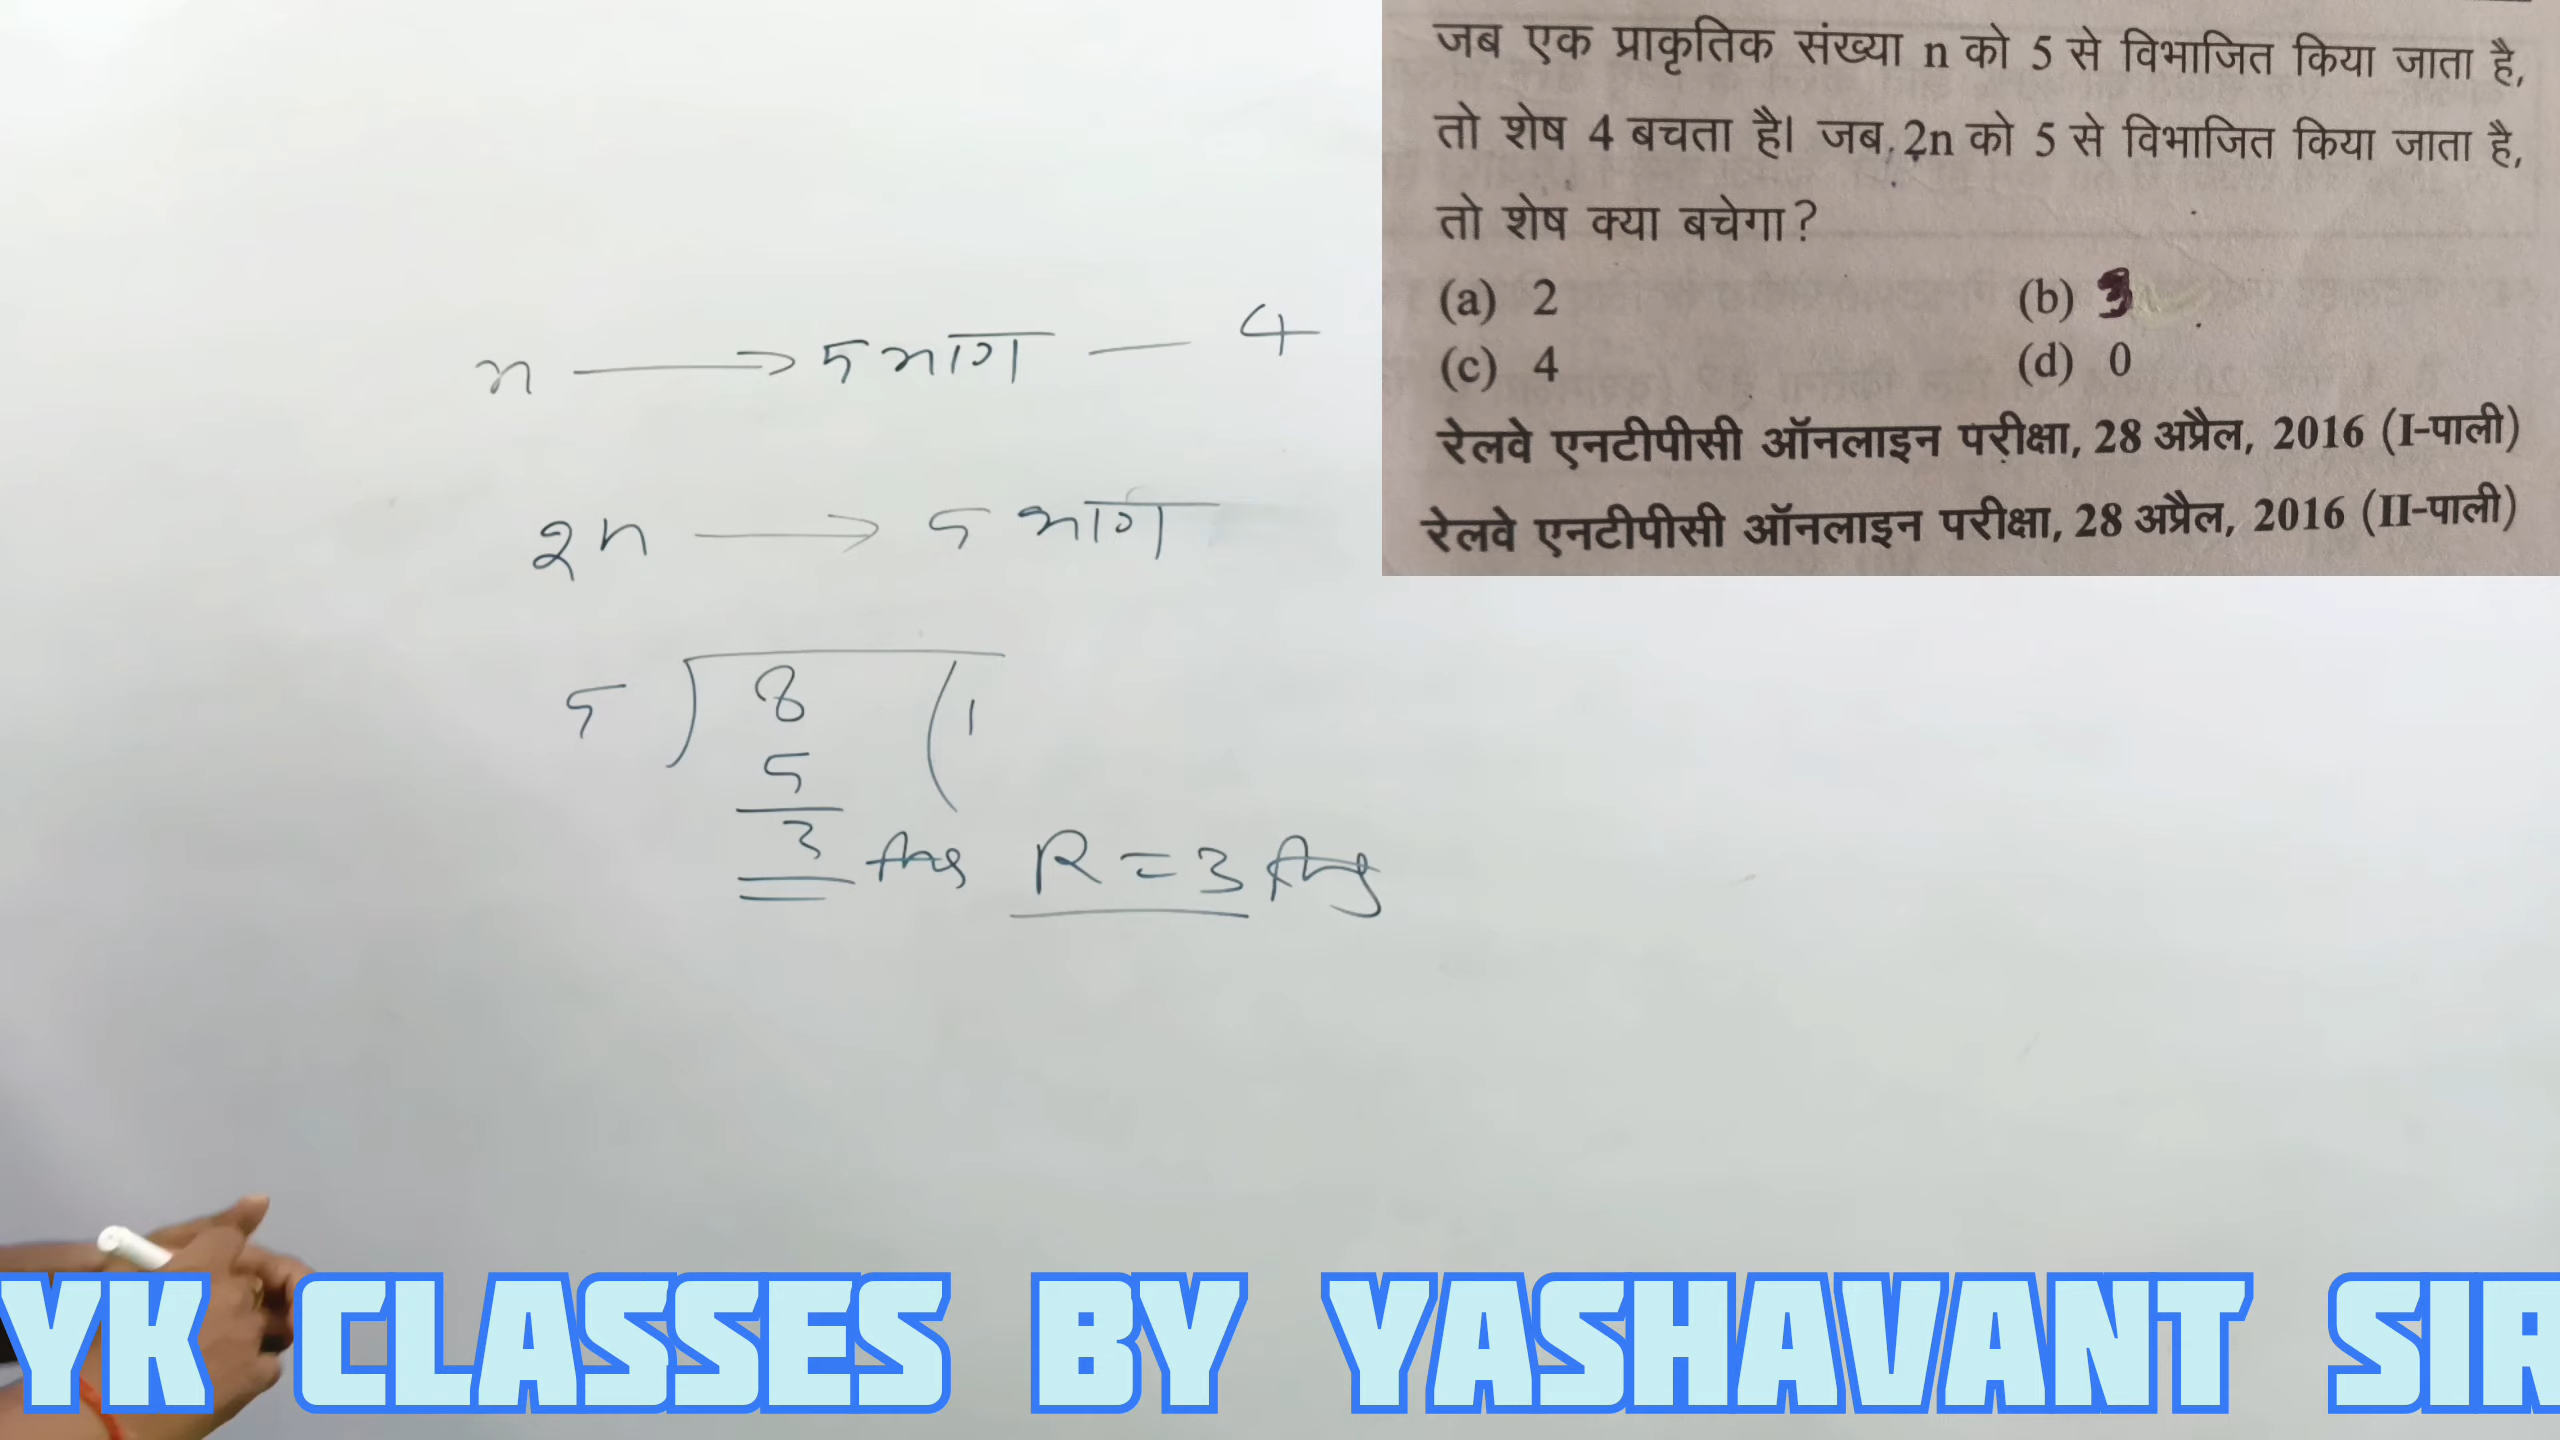 जब एक प्राकृतिक संख्या n को 5 से विभाजित किया जाता है,
तो शेष 4 बचता है। जब 2n को 5 से विभाजित किया जाता है,
तो शेष क्या बचेगा?
(a) 2 (b) 3
(c) 4 (d) 0
रेलवे एनटीपीसी ऑनलाइन परीक्षा, 28 अप्रैल, 2016 (I-पाली)
रेलवे एनटीपीसी ऑनलाइन परीक्षा, 28 अप्रैल, 2016 (II-पाली)
n → 5 भाग — 4
2n → 5 भाग
5 ) 8 ( 1
5
3 Ans R = 3 Ans
YK CLASSES BY YASHAVANT SIR